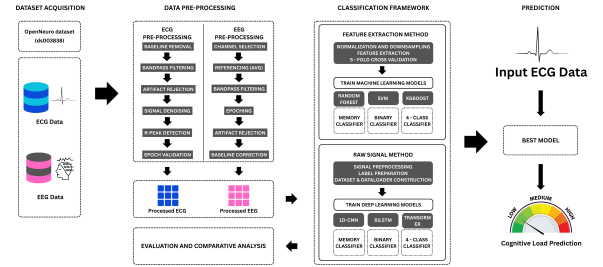 DATASET ACQUISITION
OpenNeuro dataset
(ds003838)
ECG Data
EEG Data
DATA PRE-PROCESSING
ECG
PRE-PROCESSING
BASELINE REMOVAL
BANDPASS FILTERING
ARTIFACT REJECTION
SIGNAL DENOISING
R-PEAK DETECTION
EPOCH VALIDATION
EEG
PRE-PROCESSING
CHANNEL SELECTION
REFERENCING (AVG)
BANDPASS FILTERING
EPOCHING
ARTIFACT REJECTION
BASELINE CORRECTION
Processed ECG
Processed EEG
EVALUATION AND COMPARATIVE ANALYSIS
CLASSIFICATION FRAMEWORK
FEATURE EXTRACTION METHOD
NORMALIZATION AND DOWNSAMPLING
FEATURE EXTRACTION
5 - FOLD CROSS VALIDATION
TRAIN MACHINE LEARNING MODELS
RANDOM
FOREST
SVM
XGBOOST
MEMORY
CLASSIFIER
BINARY
CLASSIFIER
4 - CLASS
CLASSIFIER
RAW SIGNAL METHOD
SIGNAL PREPROCESSING
LABEL PREPARATION
DATASET & DATALOADER CONSTRUCTION
TRAIN DEEP LEARNING MODELS
1D-CNN
BILSTM
TRANSFORM
ER
MEMORY
CLASSIFIER
BINARY
CLASSIFIER
4 - CLASS
CLASSIFIER
PREDICTION
Input ECG Data
BEST MODEL
LOW
MEDIUM
HIGH
Cognitive Load Prediction